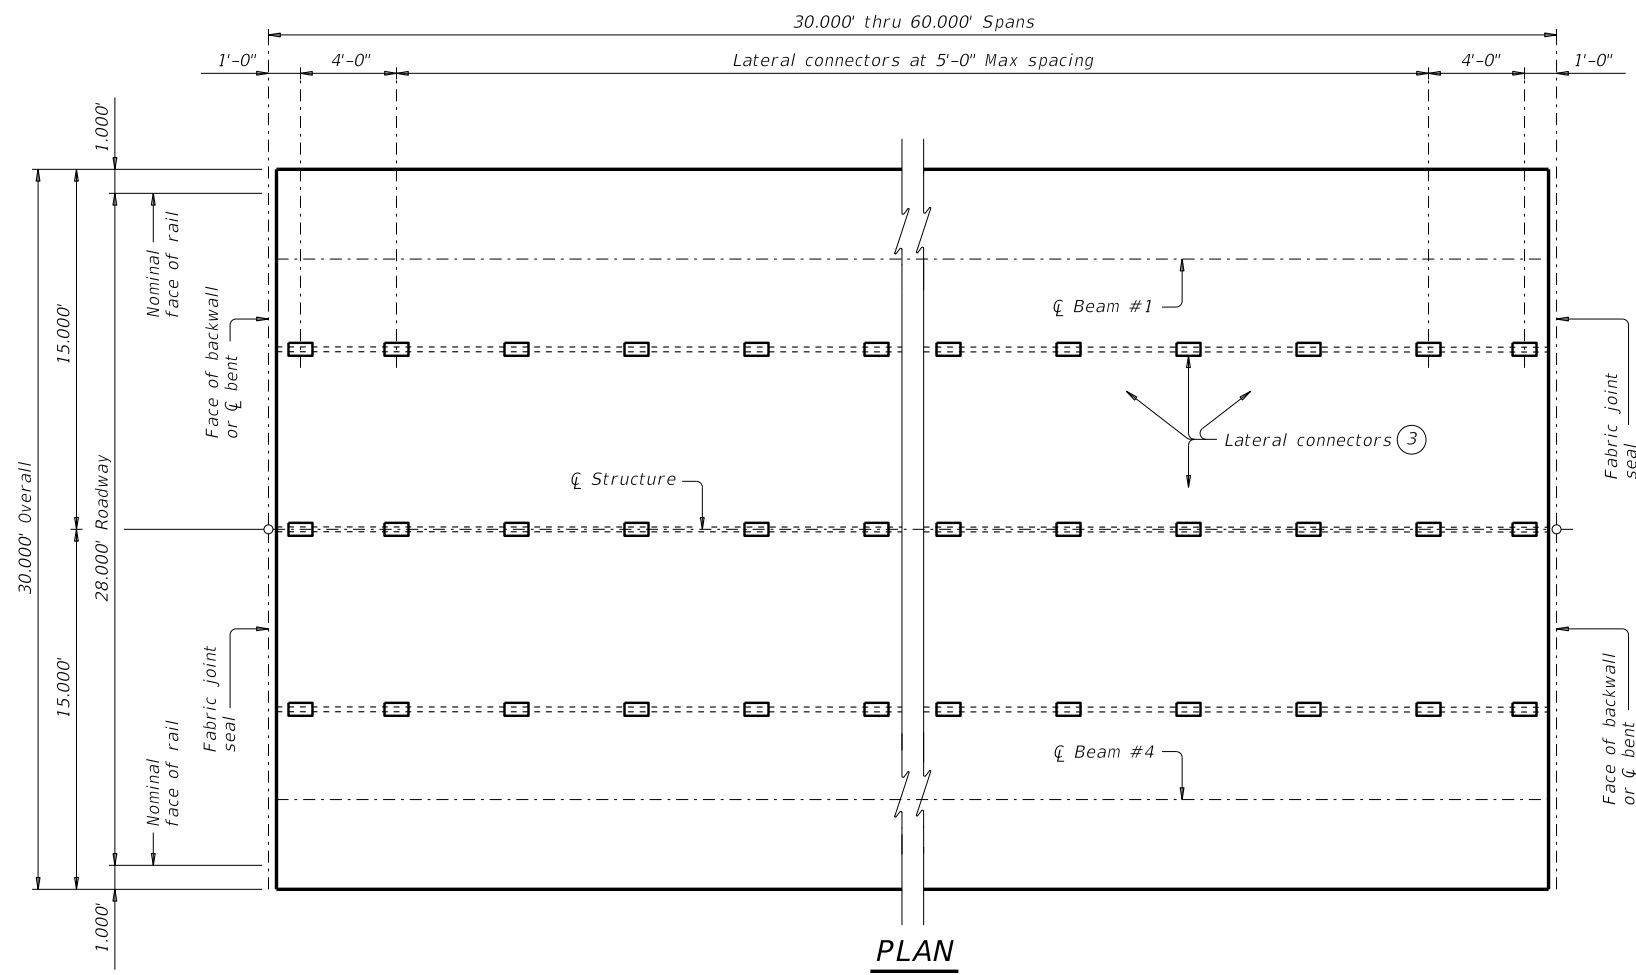 30.000' thru 60.000' Spans
1'-0"
4'-0"
Lateral connectors at 5'-0" Max spacing
4'-0"
1'-0"
1.000'
Nominal
face of rail
15.000'
Face of backwall
or ℄ bent
℄ Beam #1
Lateral connectors 3
Fabric joint
seal
℄ Structure
30.000' Overall
28.000' Roadway
15.000'
Fabric joint
seal
Nominal
face of rail
℄ Beam #4
Face of backwall
or ℄ bent
1.000'
PLAN